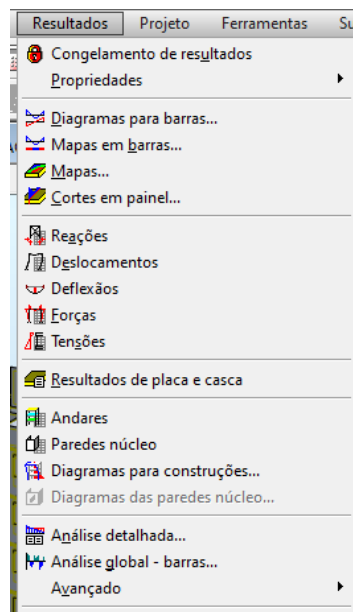 Resultados Projeto Ferramentas Su
Congelamento de resultados
Propriedades
Diagramas para barras...
Mapas em barras...
Mapas...
Cortes em painel...
Reações
Deslocamentos
Deflexãos
Forças
Tensões
Resultados de placa e casca
Andares
Paredes núcleo
Diagramas para construções...
Diagramas das paredes núcleo...
Análise detalhada...
Análise global - barras...
Avançado